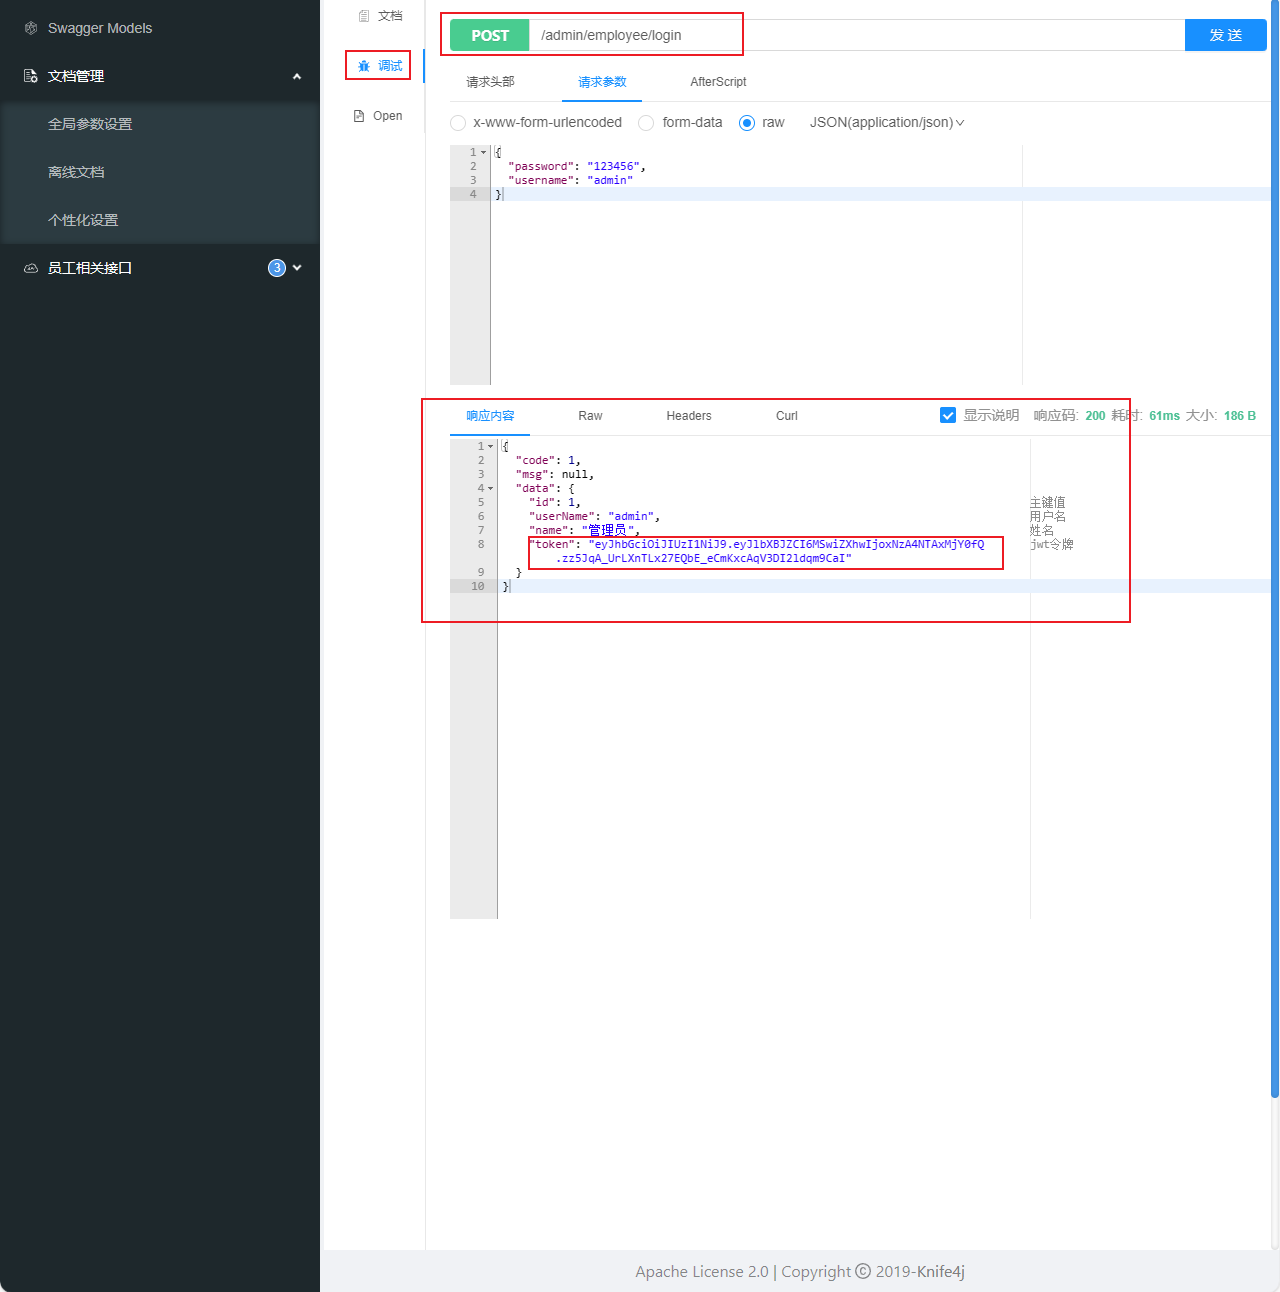 Swagger Models
文档管理
全局参数设置
离线文档
个性化设置
员工相关接口 3
文档
调试
Open
POST /admin/employee/login 发 送
请求头部 请求参数 AfterScript
x-www-form-urlencoded form-data raw JSON(application/json)
1 {
2 "password": "123456",
3 "username": "admin"
4 }
响应内容 Raw Headers Curl 显示说明 响应码: 200 耗时: 61ms 大小: 186 B
1 {
2 "code": 1,
3 "msg": null,
4 "data": {
5 "id": 1, 主键值
6 "userName": "admin", 用户名
7 "name": "管理员", 姓名
8 "token": "eyJhbGciOiJIUzI1NiJ9.eyJlbXBJZCI6MSwiZXhwIjoxNzA4NTAxMjY0fQ jwt令牌
.zz5JqA_UrLXnTLx27EQbE_eCmKxcAqV3DI2ldqm9CaI"
9 }
10 }
Apache License 2.0 | Copyright © 2019-Knife4j